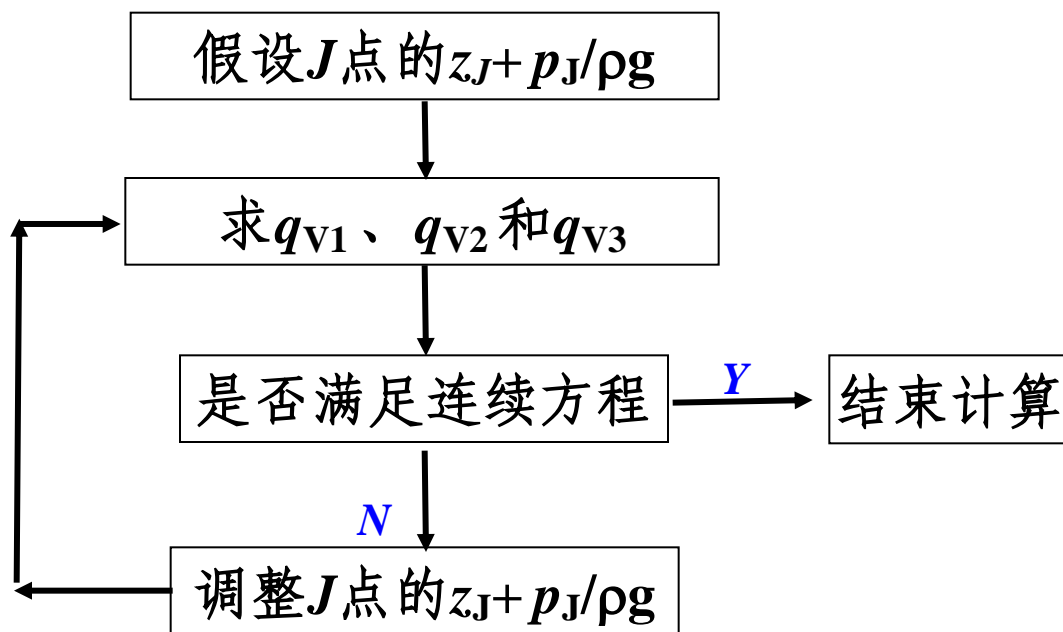 假设J点的zJ+pJ/ρg
求qV1、qV2和qV3
是否满足连续方程
Y
结束计算
N
调整J点的zJ+pJ/ρg